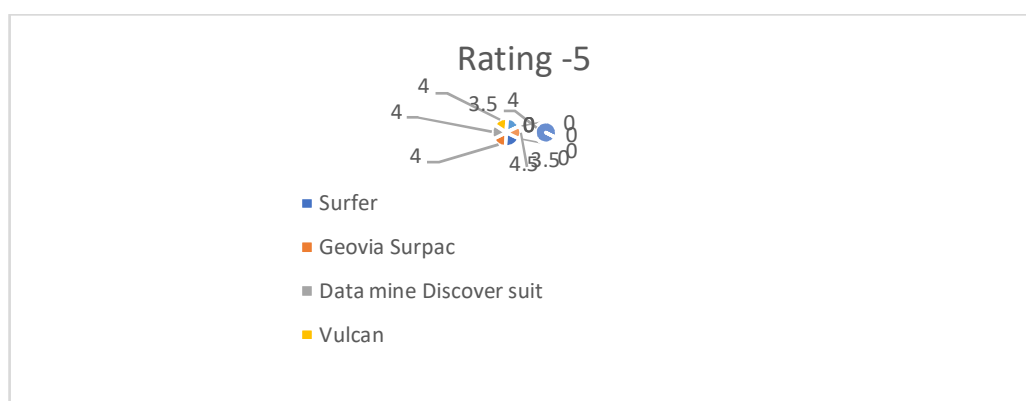 Rating -5
4
3.5 4
4
0 0
0
4
4.5 3.5 0 0
Surfer
Geovia Surpac
Data mine Discover suit
Vulcan